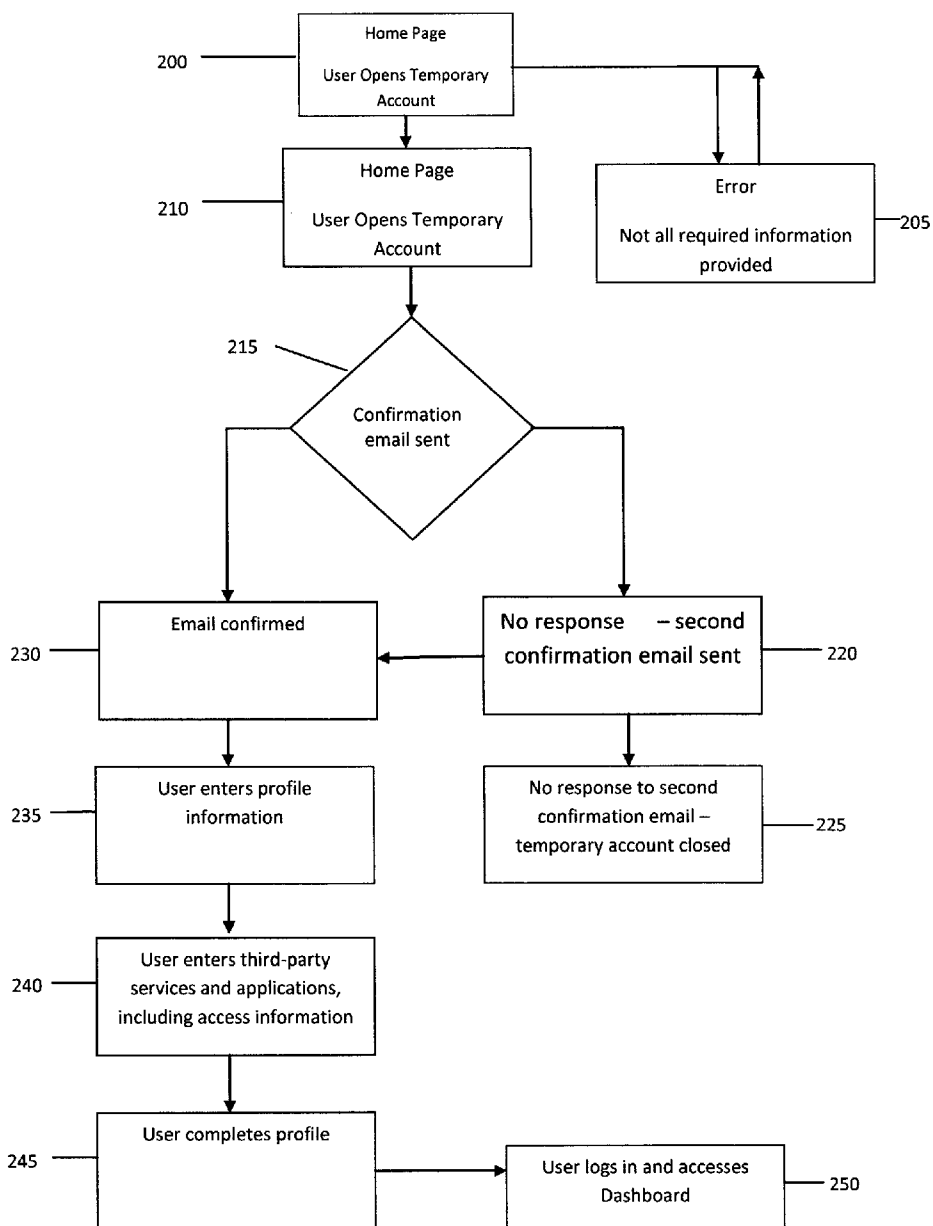 Home Page
200
User Opens Temporary
Account
Home Page
210
User Opens Temporary
Account
Error
205
Not all required information
provided
215
Confirmation
email sent
Email confirmed
230
No response – second
confirmation email sent
220
User enters profile
information
235
No response to second
confirmation email –
temporary account closed
225
User enters third-party
services and applications,
including access information
240
User completes profile
245
User logs in and accesses
Dashboard
250